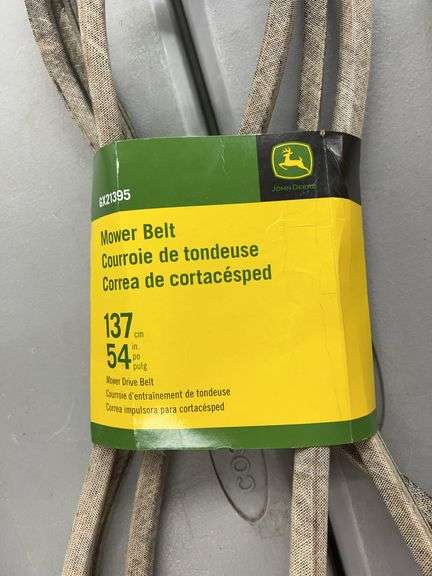 GX21395
JOHN DEERE
Mower Belt
Courroie de tondeuse
Correa de cortacésped
137 cm
54 in.
po
pulg
Mower Drive Belt
Courroie d'entraînement de tondeuse
Correa impulsora para cortacésped